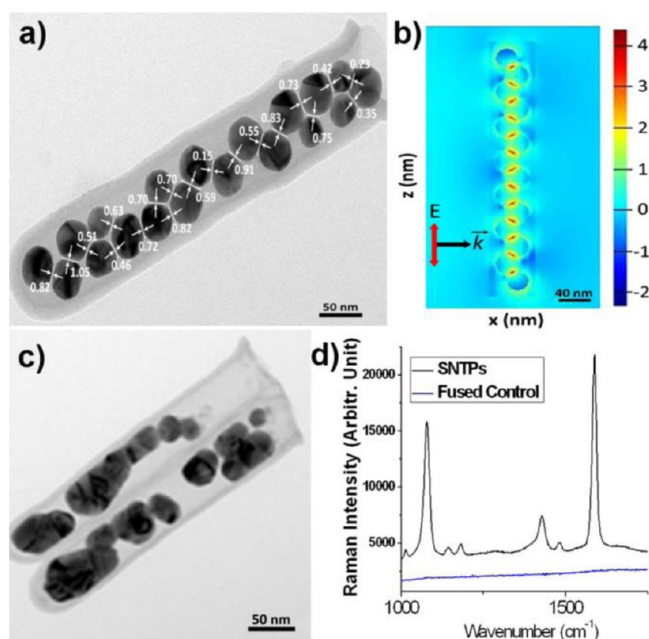 a)
0.23
0.42
0.73
0.35
0.83
0.75
0.55
0.15
0.91
0.70
0.59
0.70
0.82
0.63
0.72
0.51
0.46
1.05
0.82
50 nm
b)
4
3
2
1
0
-1
-2
z (nm)
E
k
40 nm
x (nm)
c)
50 nm
d)
SNTPs
Fused Control
Raman Intensity (Arbitr. Unit)
20000
15000
10000
5000
1000
1500
Wavenumber (cm⁻¹)